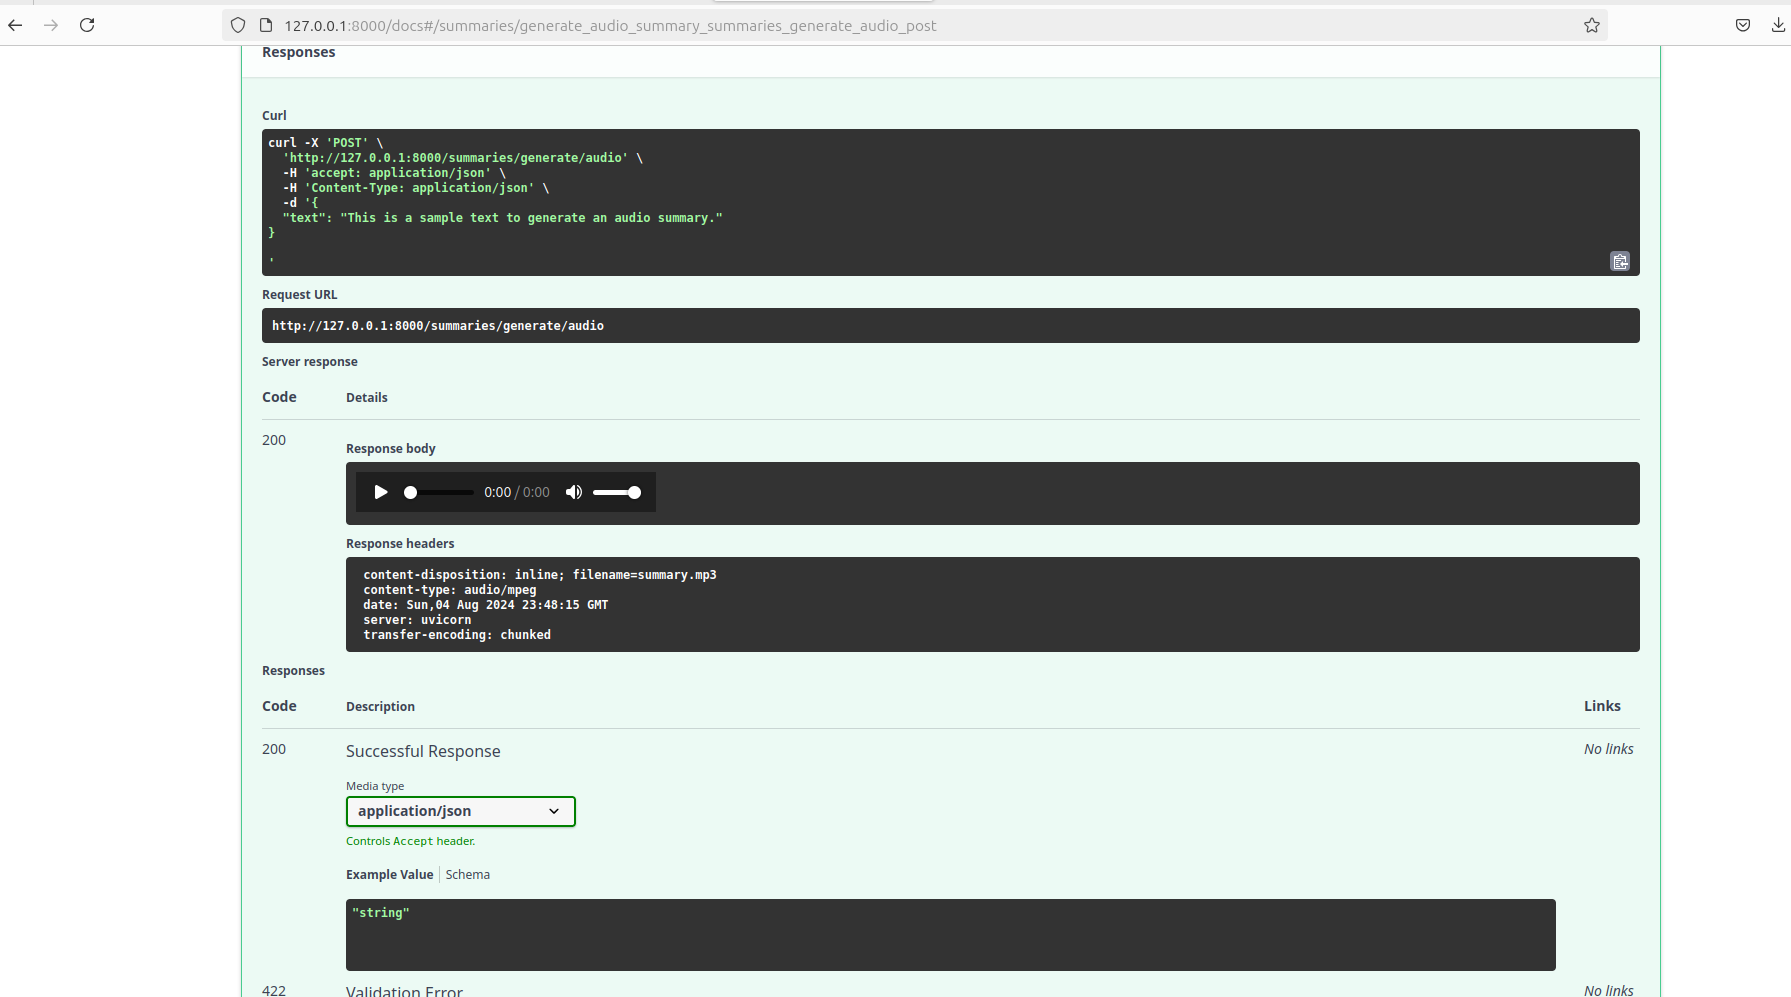 127.0.0.1:8000/docs#/summaries/generate_audio_summary_summaries_generate_audio_post
Responses
Curl
curl -X 'POST' \
  'http://127.0.0.1:8000/summaries/generate/audio' \
  -H 'accept: application/json' \
  -H 'Content-Type: application/json' \
  -d '{
  "text": "This is a sample text to generate an audio summary."
}
'
Request URL
http://127.0.0.1:8000/summaries/generate/audio
Server response
Code Details
200
Response body
0:00 / 0:00
Response headers
content-disposition: inline; filename=summary.mp3
content-type: audio/mpeg
date: Sun,04 Aug 2024 23:48:15 GMT
server: uvicorn
transfer-encoding: chunked
Responses
Code Description Links
200 Successful Response No links
Media type
application/json
Controls Accept header.
Example Value Schema
"string"
422 Validation Error No links